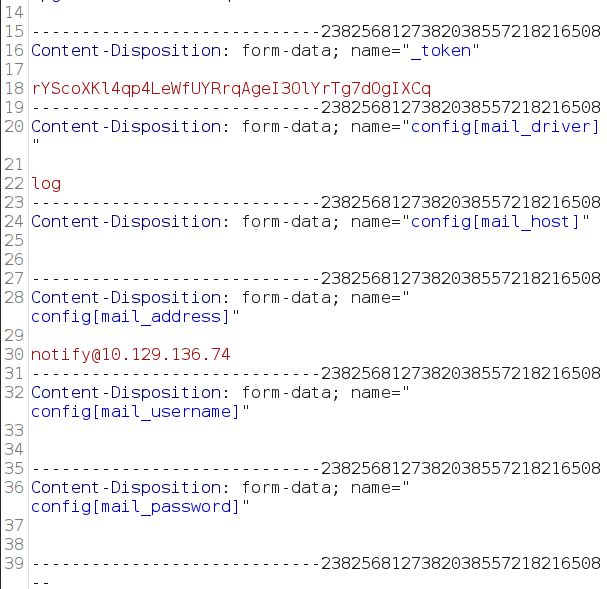 14
15 -----------------------------23825681273820385572182​16508
16 Content-Disposition: form-data; name="_token"
17
18 rYScoXKl4qp4LeWfUYRrqAgeI3OlYrTg7dOgIXCq
19 -----------------------------2382568127382038557218216508
20 Content-Disposition: form-data; name="config[mail_driver]
"
21
22 log
23 -----------------------------2382568127382038557218216508
24 Content-Disposition: form-data; name="config[mail_host]"
25
26
27 -----------------------------2382568127382038557218216508
28 Content-Disposition: form-data; name="
config[mail_address]"
29
30 notify@10.129.136.74
31 -----------------------------2382568127382038557218216508
32 Content-Disposition: form-data; name="
config[mail_username]"
33
34
35 -----------------------------2382568127382038557218216508
36 Content-Disposition: form-data; name="
config[mail_password]"
37
38
39 -----------------------------2382568127382038557218216508
--